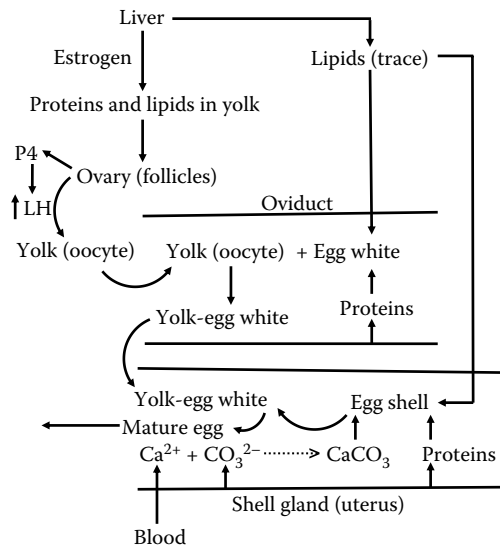 Liver
Estrogen
Lipids (trace)
Proteins and lipids in yolk
P4
Ovary (follicles)
LH
Oviduct
Yolk (oocyte)
Yolk (oocyte) + Egg white
Proteins
Yolk-egg white
Yolk-egg white
Egg shell
Mature egg
Ca²⁺ + CO₃²⁻
CaCO₃
Proteins
Shell gland (uterus)
Blood